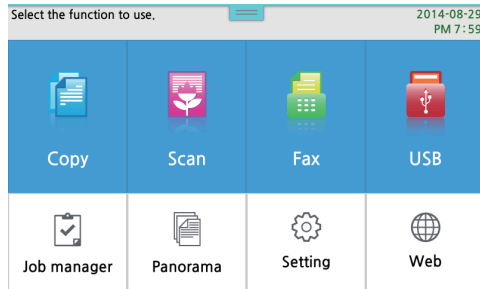 Select the function to use.
2014-08-29
PM 7:59
Copy
Scan
Fax
USB
Job manager
Panorama
Setting
Web